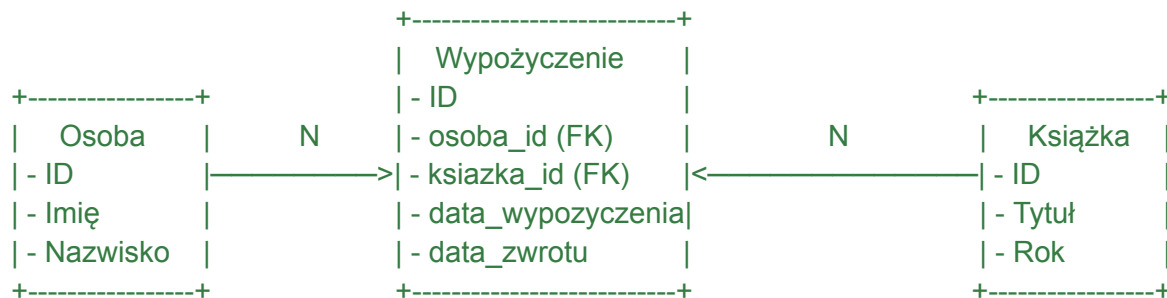 +---------------------------+
|    Wypożyczenie        |
+-----------------+ | - ID                            | +-----------------+
|     Osoba       |          N          | - osoba_id (FK)         |                N                | Książka     |
| - ID               |───────────>| - ksiazka_id (FK)       |<─────────────────| - ID                |
| - Imię             | | - data_wypozyczenia| | - Tytuł             |
| - Nazwisko    | | - data_zwrotu            | | - Rok              |
+-----------------+ +---------------------------+ +-----------------+